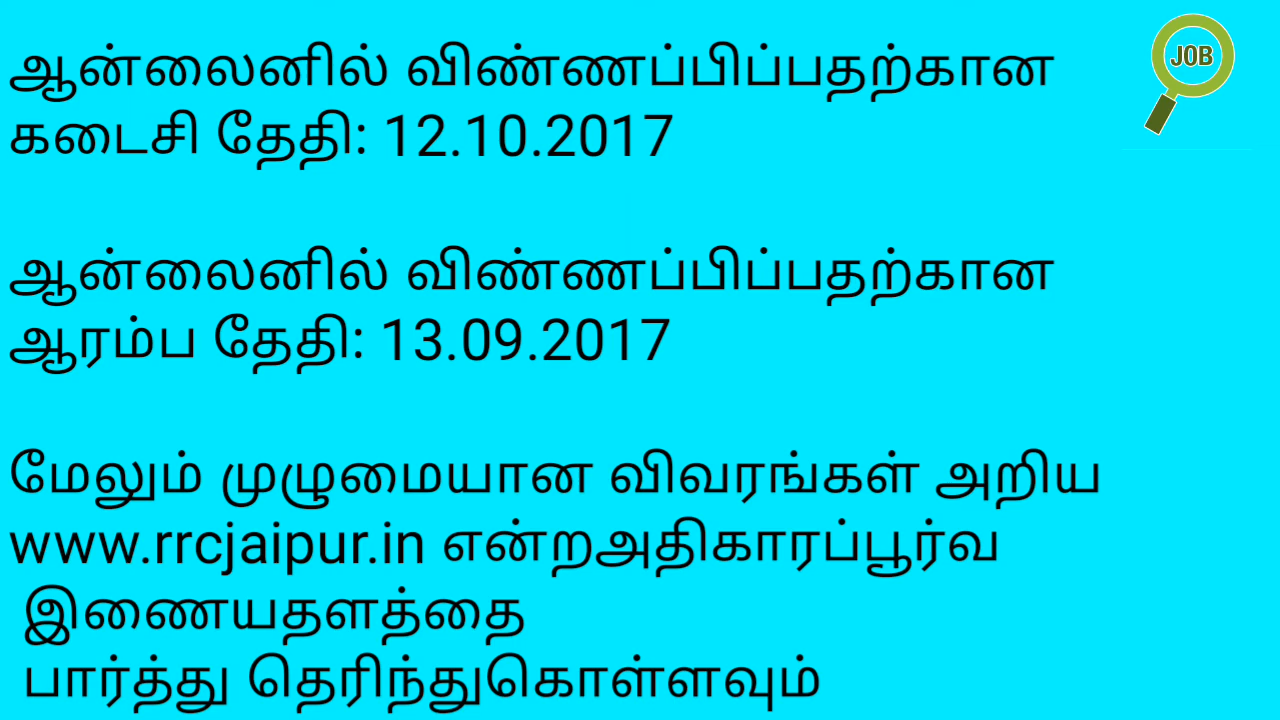 ஆன்லைனில் விண்ணப்பிப்பதற்கான
கடைசி தேதி: 12.10.2017
ஆன்லைனில் விண்ணப்பிப்பதற்கான
ஆரம்ப தேதி: 13.09.2017
மேலும் முழுமையான விவரங்கள் அறிய
www.rrcjaipur.in என்றஅதிகாரப்பூர்வ
இணையதளத்தை
பார்த்து தெரிந்துகொள்ளவும்
JOB